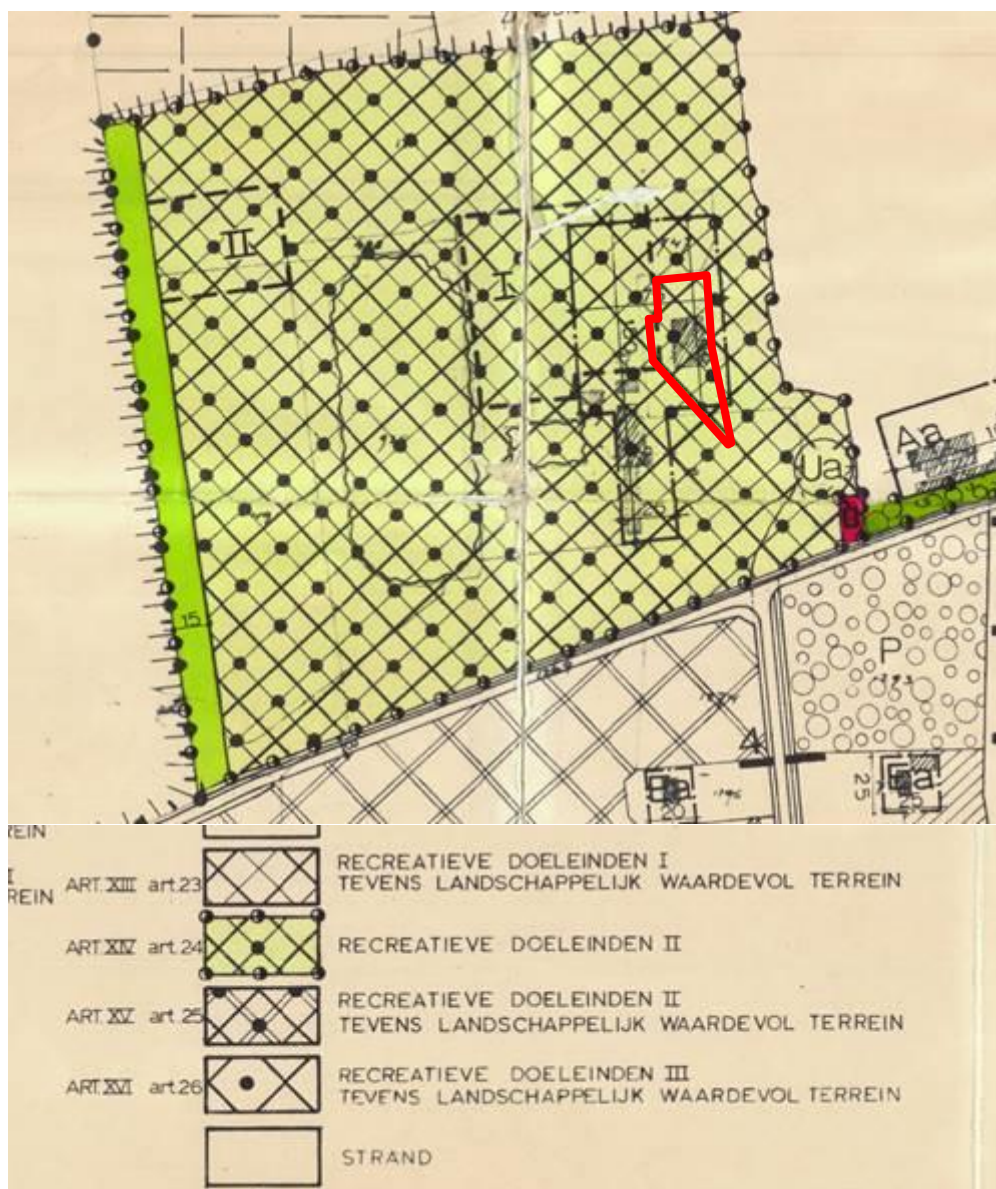 II
I
Ua
Aa
15
P
4
25
20
25
REIN
I
REIN
ART. XIII art. 23
RECREATIEVE DOELEINDEN I
TEVENS LANDSCHAPPELIJK WAARDEVOL TERREIN
ART. XIV art. 24
RECREATIEVE DOELEINDEN II
ART. XV art. 25
RECREATIEVE DOELEINDEN II
TEVENS LANDSCHAPPELIJK WAARDEVOL TERREIN
ART. XVI art. 26
RECREATIEVE DOELEINDEN III
TEVENS LANDSCHAPPELIJK WAARDEVOL TERREIN
STRAND